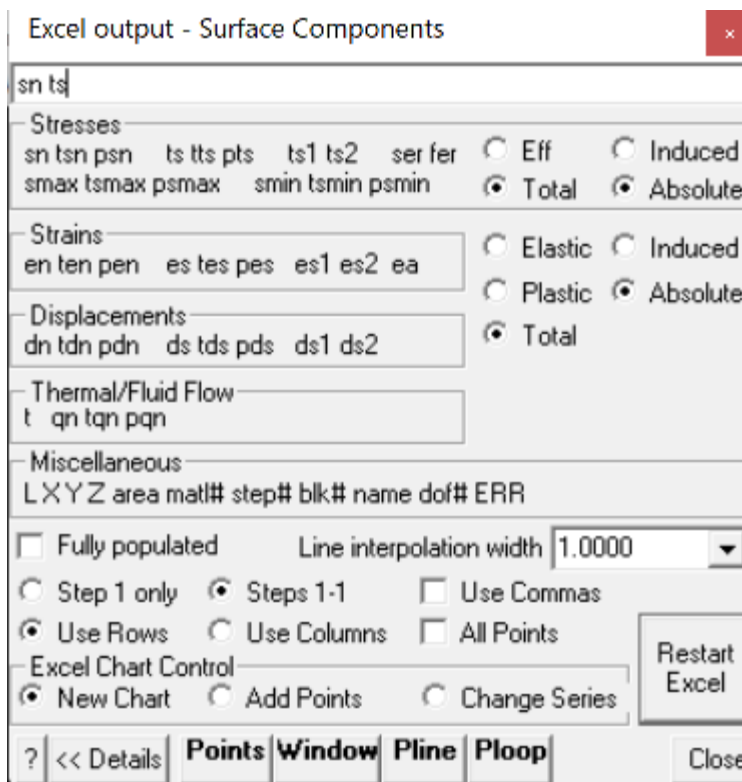 Excel output - Surface Components
×
sn ts
Stresses
sn tsn psn ts tts pts ts1 ts2 ser fer Eff Induced
smax tsmax psmax smin tsmin psmin Total Absolute
Strains
en ten pen es tes pes es1 es2 ea Elastic Induced
Plastic Absolute
Displacements
dn tdn pdn ds tds pds ds1 ds2 Total
Thermal/Fluid Flow
t qn tqn pqn
Miscellaneous
L X Y Z area matl# step# blk# name dof# ERR
Fully populated Line interpolation width 1.0000
Step 1 only Steps 1-1 Use Commas
Use Rows Use Columns All Points
Restart
Excel
Excel Chart Control
New Chart Add Points Change Series
? << Details Points Window Pline Ploop Close